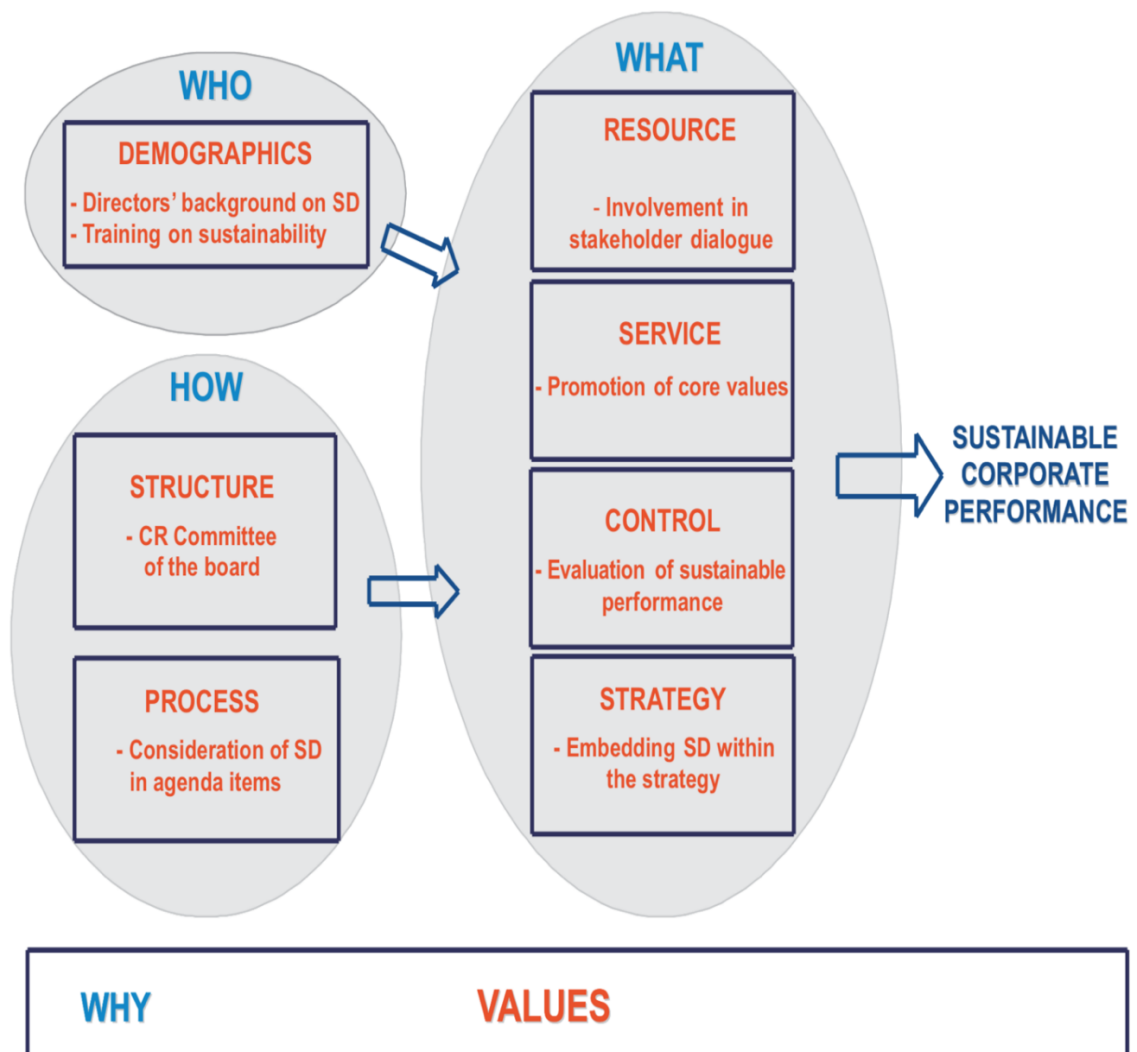 WHO
DEMOGRAPHICS
- Directors' background on SD
- Training on sustainability
HOW
STRUCTURE
- CR Committee
of the board
PROCESS
- Consideration of SD
in agenda items
WHAT
RESOURCE
- Involvement in
stakeholder dialogue
SERVICE
- Promotion of core values
CONTROL
- Evaluation of sustainable
performance
STRATEGY
- Embedding SD within
the strategy
SUSTAINABLE
CORPORATE
PERFORMANCE
WHY VALUES